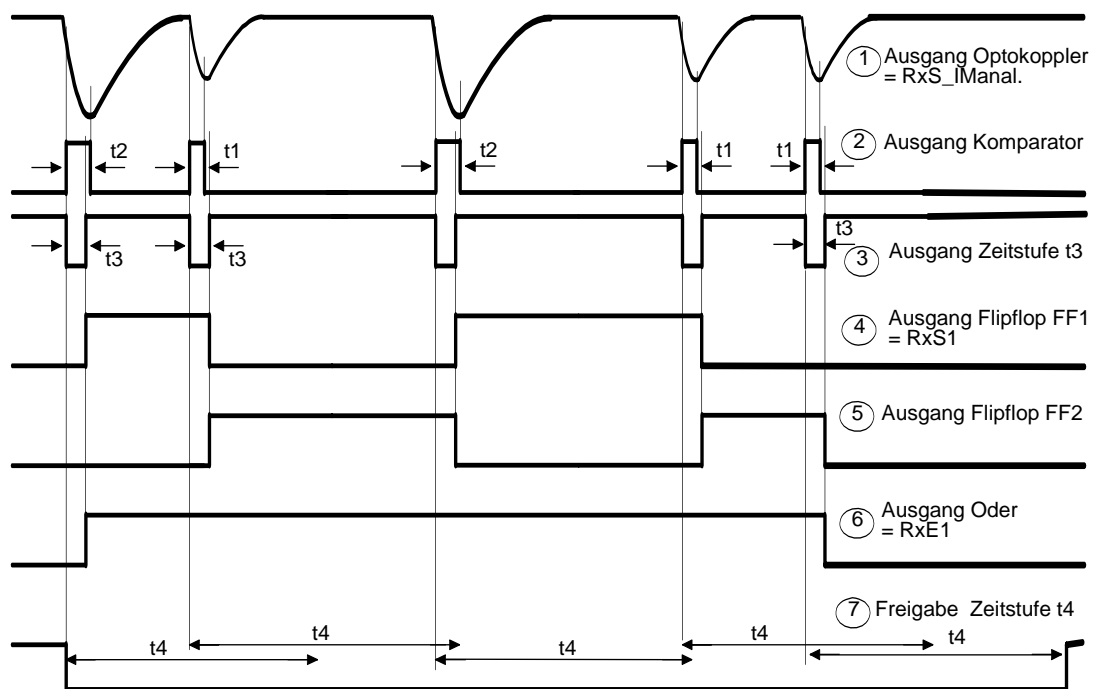 1 Ausgang Optokoppler
= RxS_IManal.
t2 t1 t2 t1 t1
2 Ausgang Komparator
t3 t3 t3
3 Ausgang Zeitstufe t3
4 Ausgang Flipflop FF1
= RxS1
5 Ausgang Flipflop FF2
6 Ausgang Oder
= RxE1
7 Freigabe Zeitstufe t4
t4 t4 t4 t4 t4